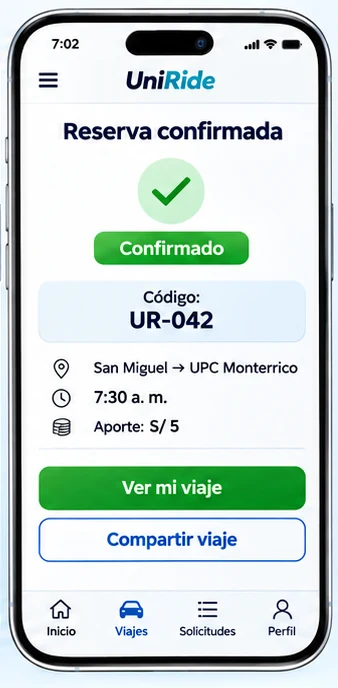 7:02
UniRide
Reserva confirmada
Confirmado
Código:
UR-042
San Miguel → UPC Monterrico
7:30 a. m.
Aporte: S/ 5
Ver mi viaje
Compartir viaje
Inicio
Viajes
Solicitudes
Perfil